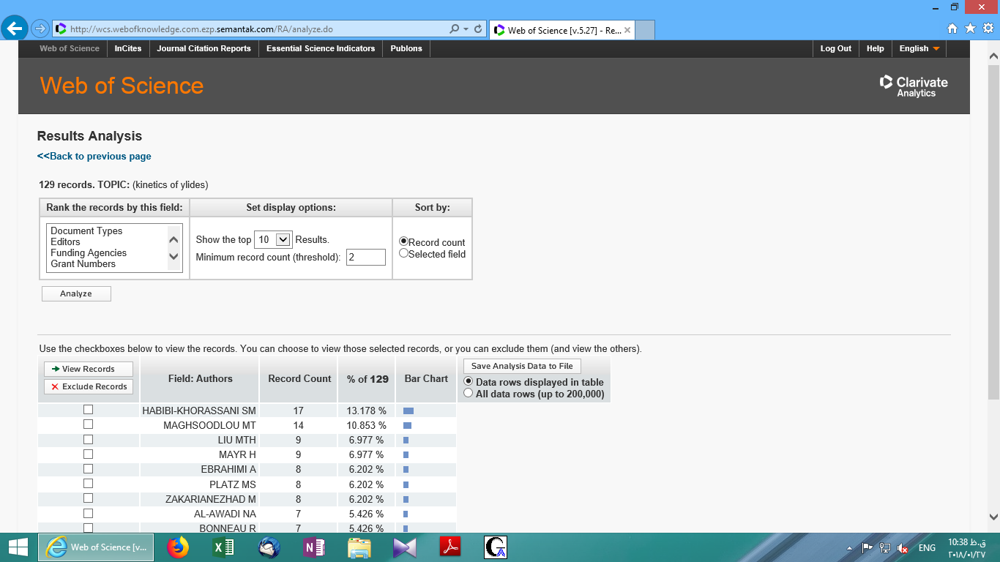 http://wcs.webofknowledge.com.ezp.semantak.com/RA/analyze.do
Web of Science [v.5.27] - Re...
Web of Science InCites Journal Citation Reports Essential Science Indicators Publons Log Out Help English
Web of Science
Clarivate
Analytics
Results Analysis
<<Back to previous page
129 records. TOPIC: (kinetics of ylides)
Rank the records by this field: Set display options: Sort by:
Document Types
Editors
Funding Agencies
Grant Numbers
Show the top 10 Results.
Minimum record count (threshold): 2
Record count
Selected field
Analyze
Use the checkboxes below to view the records. You can choose to view those selected records, or you can exclude them (and view the others).
View Records
Exclude Records
Field: Authors Record Count % of 129 Bar Chart
Save Analysis Data to File
Data rows displayed in table
All data rows (up to 200,000)
HABIBI-KHORASSANI SM 17 13.178 %
MAGHSOODLOU MT 14 10.853 %
LIU MTH 9 6.977 %
MAYR H 9 6.977 %
EBRAHIMI A 8 6.202 %
PLATZ MS 8 6.202 %
ZAKARIANEZHAD M 8 6.202 %
AL-AWADI NA 7 5.426 %
BONNEAU R 7 5.426 %
Web of Science [v...
ENG
10:38 ق.ظ
٢٠١٨/٠١/٢٧